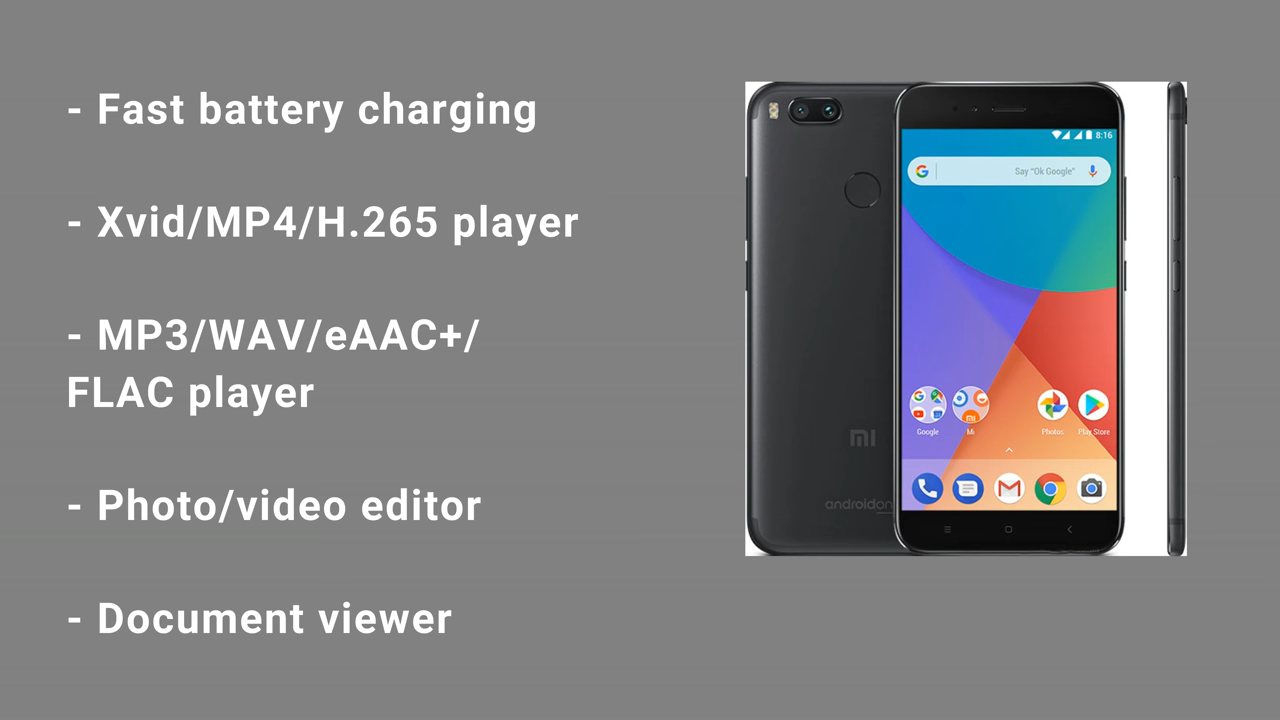 - Fast battery charging
- Xvid/MP4/H.265 player
- MP3/WAV/eAAC+/
FLAC player
- Photo/video editor
- Document viewer
8:16
G
Say "Ok Google"
Google
Mi
Photos
Play Store
mi
androidon